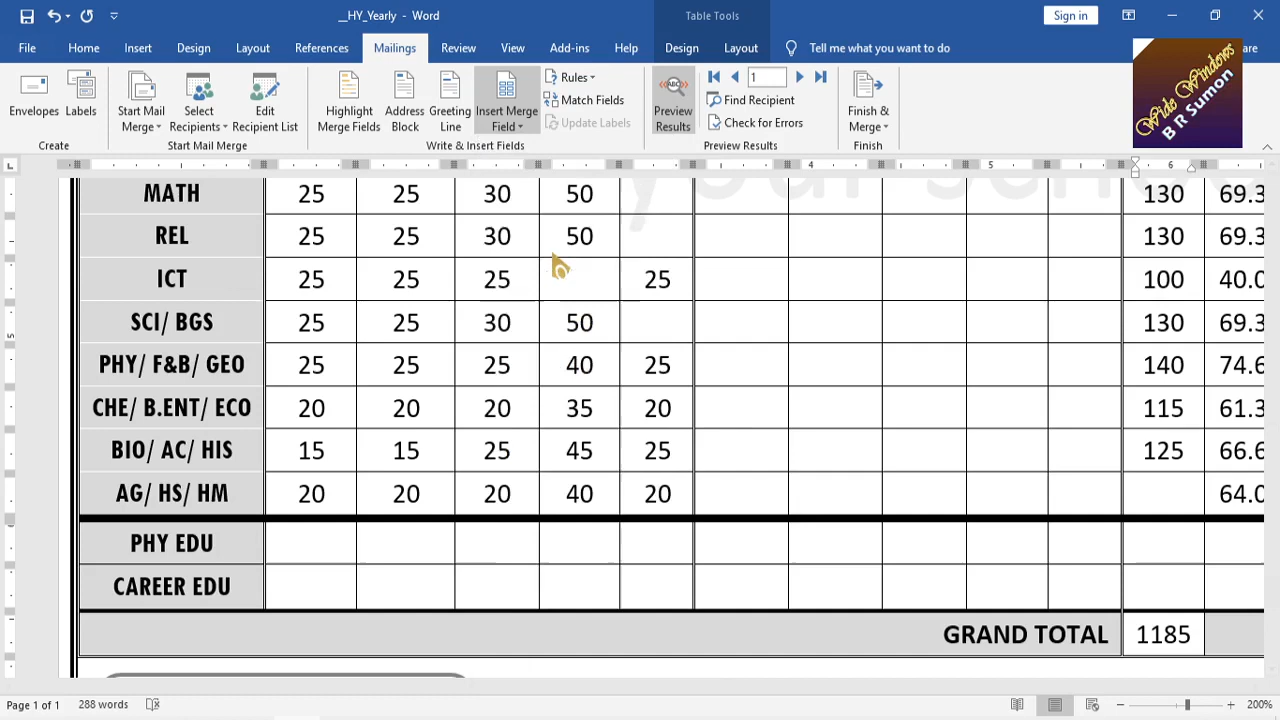 __HY_Yearly - Word
Table Tools
Sign in
File Home Insert Design Layout References Mailings Review View Add-ins Help Design Layout Tell me what you want to do
Envelopes
Labels
Start Mail Merge
Select Recipients
Edit Recipient List
Highlight Merge Fields
Address Block
Greeting Line
Insert Merge Field
Rules
Match Fields
Update Labels
Preview Results
1
Find Recipient
Check for Errors
Finish & Merge
Create
Start Mail Merge
Write & Insert Fields
Preview Results
Finish
Wide Windows
B R Sumon
4 5 6
MATH 25 25 30 50 130 69.3
REL 25 25 30 50 130 69.3
ICT 25 25 25 25 100 40.0
SCI/ BGS 25 25 30 50 130 69.3
PHY/ F&B/ GEO 25 25 25 40 25 140 74.6
CHE/ B.ENT/ ECO 20 20 20 35 20 115 61.3
BIO/ AC/ HIS 15 15 25 45 25 125 66.6
AG/ HS/ HM 20 20 20 40 20 64.0
PHY EDU
CAREER EDU
GRAND TOTAL 1185
Page 1 of 1 288 words 200%